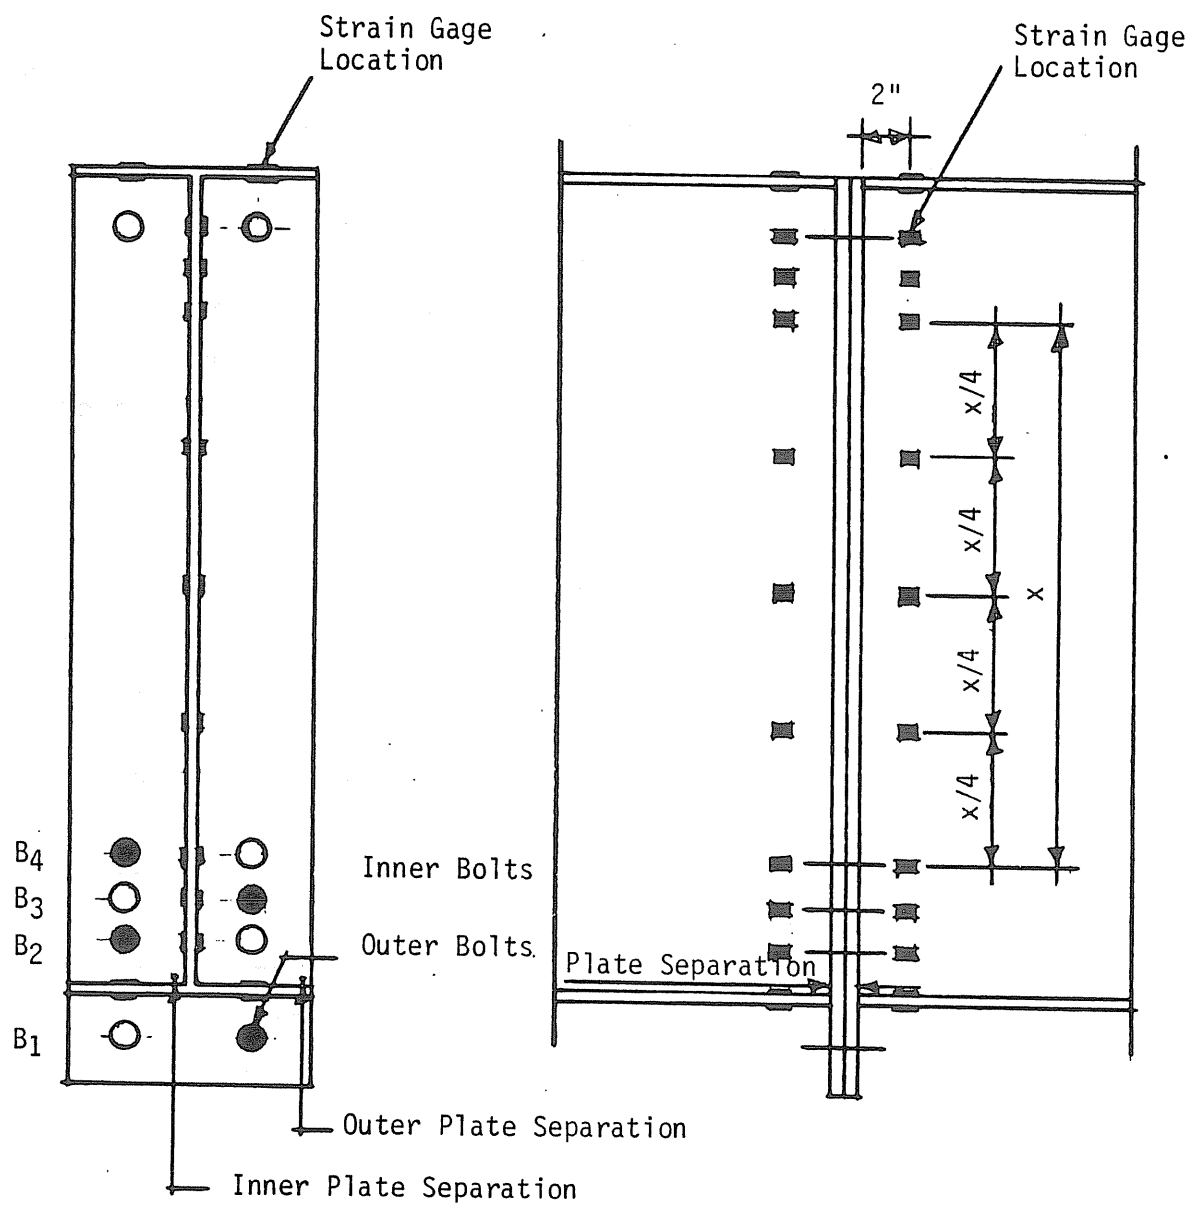 Strain Gage
Location
Strain Gage
Location
2"
x/4
x/4
x
x/4
x/4
B4
B3
B2
B1
Inner Bolts
Outer Bolts
Plate Separation
Outer Plate Separation
Inner Plate Separation